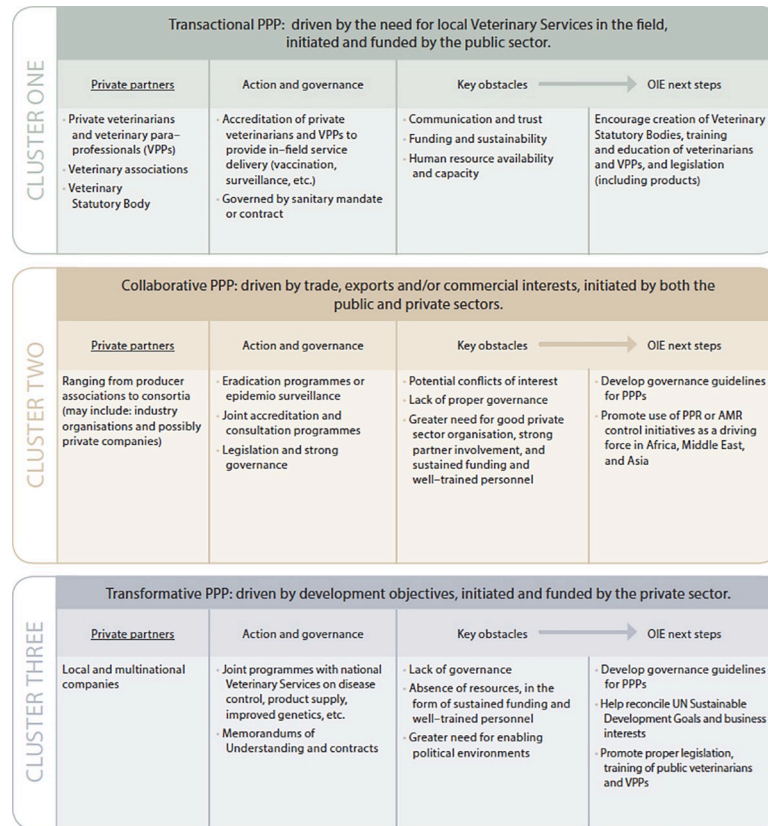 CLUSTER ONE
Transactional PPP: driven by the need for local Veterinary Services in the field,
initiated and funded by the public sector.
Private partners
• Private veterinarians
and veterinary para–
professionals (VPPs)
• Veterinary associations
• Veterinary
Statutory Body
Action and governance
• Accreditation of private
veterinarians and VPPs to
provide in–field service
delivery (vaccination,
surveillance, etc.)
• Governed by sanitary mandate
or contract
Key obstacles
• Communication and trust
• Funding and sustainability
• Human resource availability
and capacity
OIE next steps
Encourage creation of Veterinary
Statutory Bodies, training
and education of veterinarians
and VPPs, and legislation
(including products)
CLUSTER TWO
Collaborative PPP: driven by trade, exports and/or commercial interests, initiated by both the
public and private sectors.
Private partners
Ranging from producer
associations to consortia
(may include: industry
organisations and possibly
private companies)
Action and governance
• Eradication programmes or
epidemio surveillance
• Joint accreditation and
consultation programmes
• Legislation and strong
governance
Key obstacles
• Potential conflicts of interest
• Lack of proper governance
• Greater need for good private
sector organisation, strong
partner involvement, and
sustained funding and
well–trained personnel
OIE next steps
• Develop governance guidelines
for PPPs
• Promote use of PPR or AMR
control initiatives as a driving
force in Africa, Middle East,
and Asia
CLUSTER THREE
Transformative PPP: driven by development objectives, initiated and funded by the private sector.
Private partners
Local and multinational
companies
Action and governance
• Joint programmes with national
Veterinary Services on disease
control, product supply,
improved genetics, etc.
• Memorandums of
Understanding and contracts
Key obstacles
• Lack of governance
• Absence of resources, in the
form of sustained funding and
well–trained personnel
• Greater need for enabling
political environments
OIE next steps
• Develop governance guidelines
for PPPs
• Help reconcile UN Sustainable
Development Goals and business
interests
• Promote proper legislation,
training of public veterinarians
and VPPs